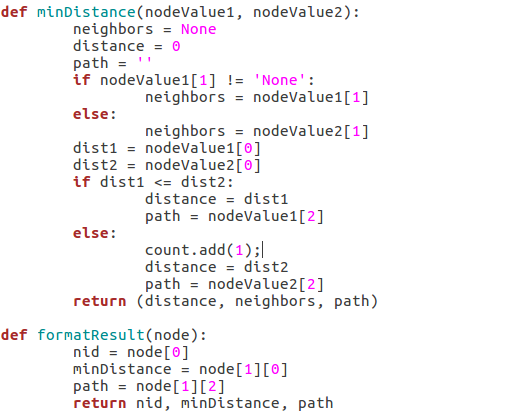 def minDistance(nodeValue1, nodeValue2):
        neighbors = None
        distance = 0
        path = ''
        if nodeValue1[1] != 'None':
                neighbors = nodeValue1[1]
        else:
                neighbors = nodeValue2[1]
        dist1 = nodeValue1[0]
        dist2 = nodeValue2[0]
        if dist1 <= dist2:
                distance = dist1
                path = nodeValue1[2]
        else:
                count.add(1);
                distance = dist2
                path = nodeValue2[2]
        return (distance, neighbors, path)

def formatResult(node):
        nid = node[0]
        minDistance = node[1][0]
        path = node[1][2]
        return nid, minDistance, path